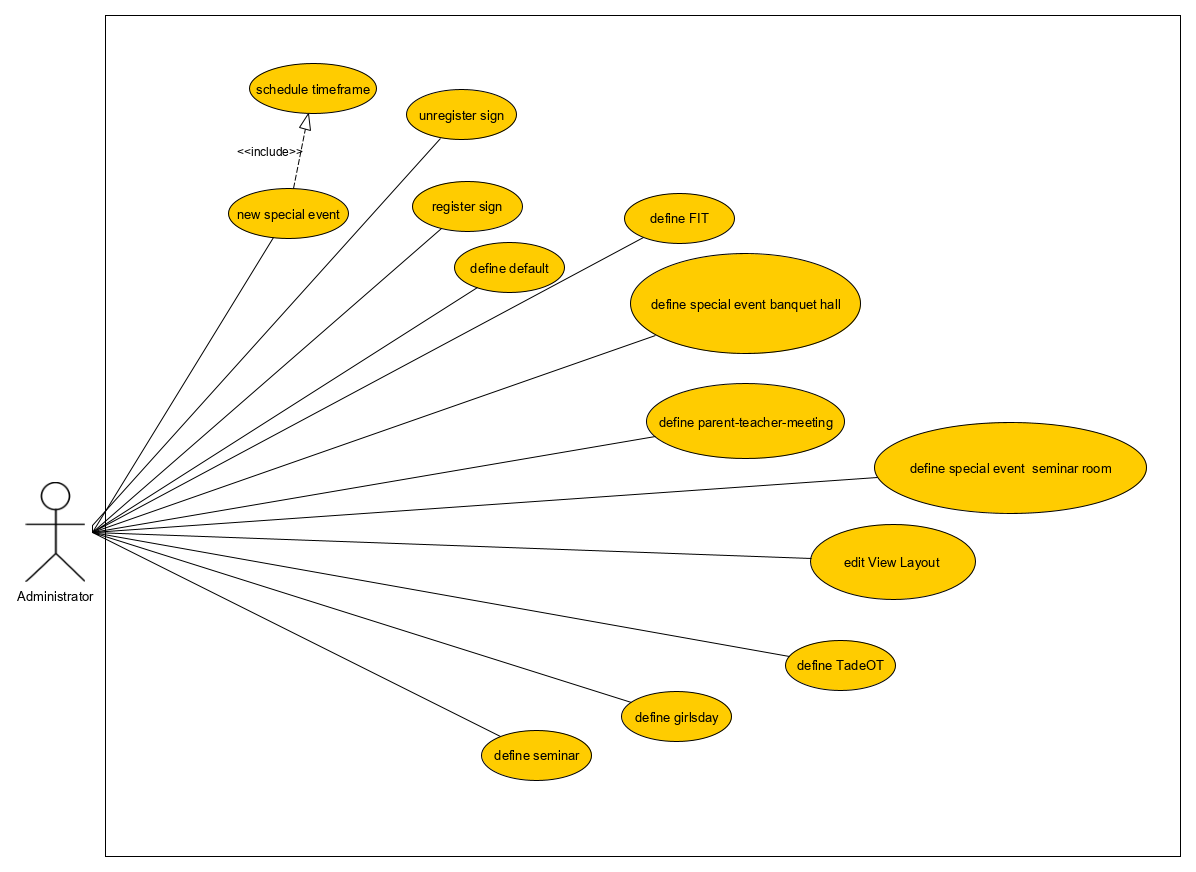 schedule timeframe
unregister sign
<<include>>
new special event
register sign
define FIT
define default
define special event banquet hall
define parent-teacher-meeting
define special event  seminar room
edit View Layout
Administrator
define TadeOT
define girlsday
define seminar